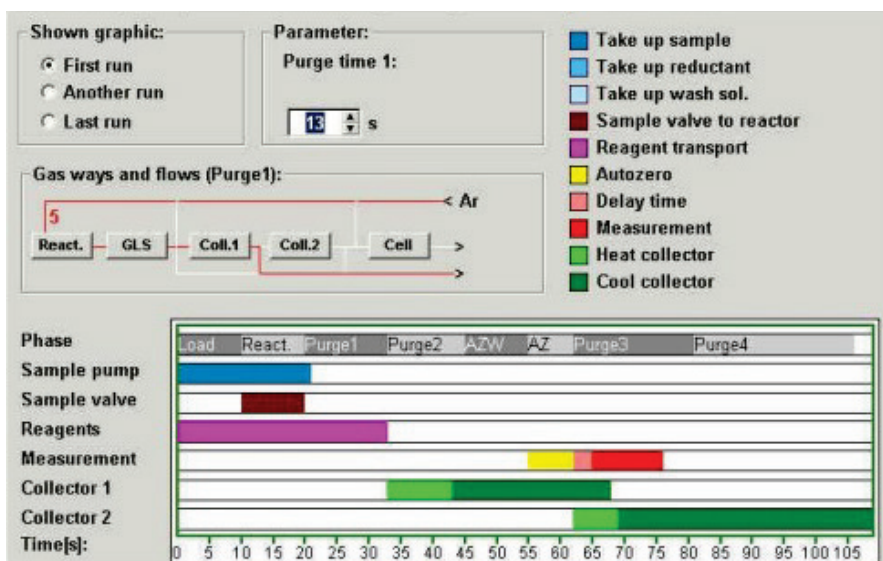 Shown graphic:
First run
Another run
Last run
Parameter:
Purge time 1:
13 s
Take up sample
Take up reductant
Take up wash sol.
Sample valve to reactor
Reagent transport
Autozero
Delay time
Measurement
Heat collector
Cool collector
Gas ways and flows (Purge1):
< Ar
5
React. GLS Coll.1 Coll.2 Cell >
>
Phase Load React. Purge1 Purge2 AZW AZ Purge3 Purge4
Sample pump
Sample valve
Reagents
Measurement
Collector 1
Collector 2
Time[s]: 0 5 10 15 20 25 30 35 40 45 50 55 60 65 70 75 80 85 90 95 100 105